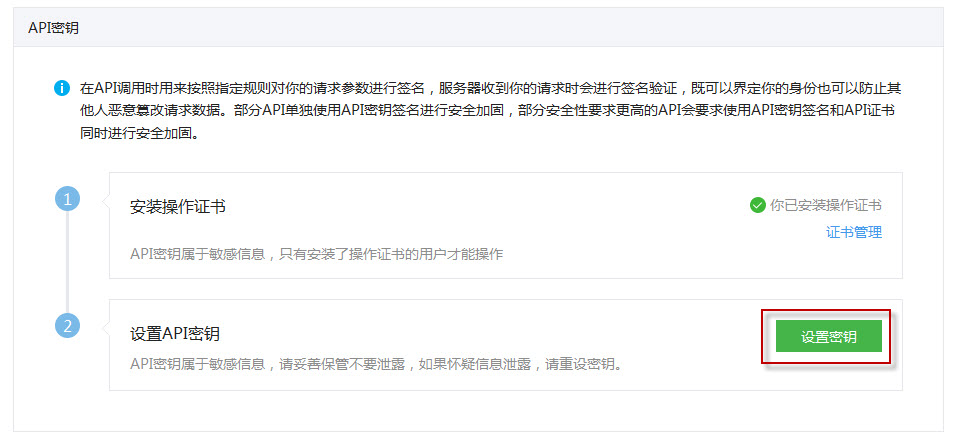 API密钥
在API调用时用来按照指定规则对你的请求参数进行签名，服务器收到你的请求时会进行签名验证，既可以界定你的身份也可以防止其
他人恶意篡改请求数据。部分API单独使用API密钥签名进行安全加固，部分安全性要求更高的API会要求使用API密钥签名和API证书
同时进行安全加固。
1
安装操作证书
你已安装操作证书
证书管理
API密钥属于敏感信息，只有安装了操作证书的用户才能操作
2
设置API密钥
设置密钥
API密钥属于敏感信息，请妥善保管不要泄露，如果怀疑信息泄露，请重设密钥。